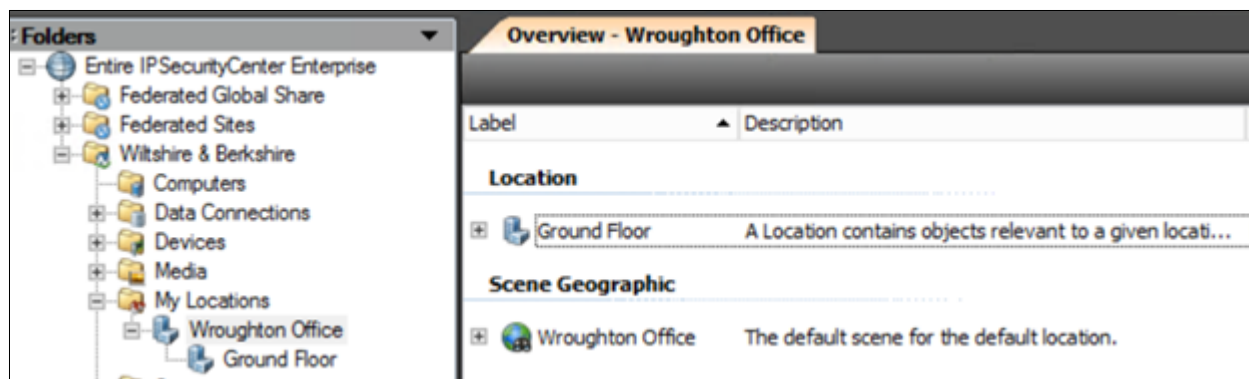 Folders
Entire IPSecurityCenter Enterprise
Federated Global Share
Federated Sites
Wiltshire & Berkshire
Computers
Data Connections
Devices
Media
My Locations
Wroughton Office
Ground Floor
Overview - Wroughton Office
Label Description
Location
Ground Floor A Location contains objects relevant to a given locati...
Scene Geographic
Wroughton Office The default scene for the default location.